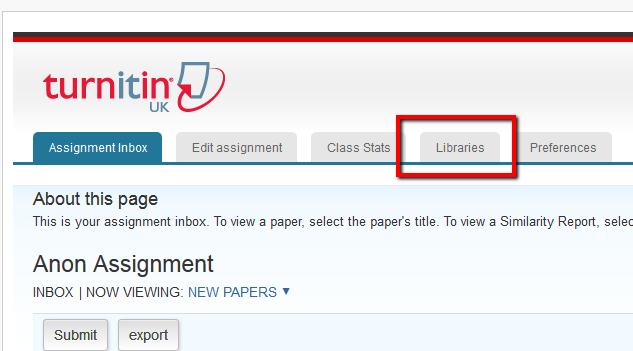 turnitin
UK
Assignment Inbox Edit assignment Class Stats Libraries Preferences
About this page
This is your assignment inbox. To view a paper, select the paper's title. To view a Similarity Report, selec
Anon Assignment
INBOX | NOW VIEWING: NEW PAPERS ▼
Submit export